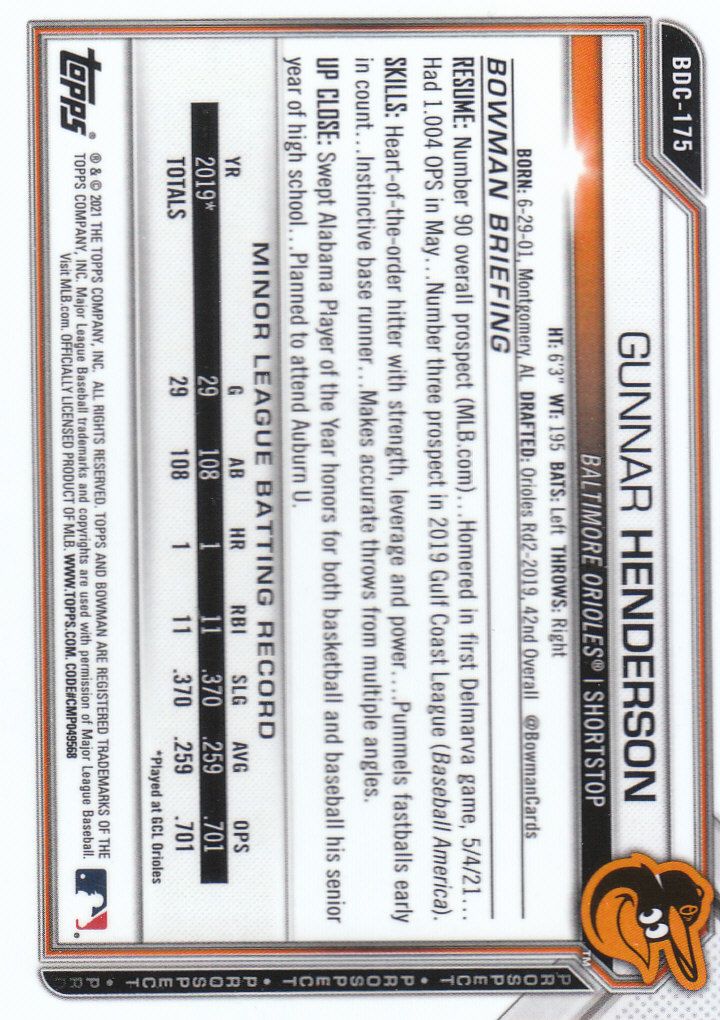 BDC-175
GUNNAR HENDERSON
BALTIMORE ORIOLES® | SHORTSTOP
HT: 6'3" WT: 195 BATS: Left THROWS: Right
BORN: 6-29-01, Montgomery, AL DRAFTED: Orioles Rd2-2019, 42nd Overall @BowmanCards
BOWMAN BRIEFING
RESUME: Number 90 overall prospect (MLB.com)...Homered in first Delmarva game, 5/4/21...
Had 1.004 OPS in May...Number three prospect in 2019 Gulf Coast League (Baseball America).
SKILLS: Heart-of-the-order hitter with strength, leverage and power....Pummels fastballs early
in count...Instinctive base runner...Makes accurate throws from multiple angles.
UP CLOSE: Swept Alabama Player of the Year honors for both basketball and baseball his senior
year of high school...Planned to attend Auburn U.
MINOR LEAGUE BATTING RECORD
YR G AB HR RBI SLG AVG OPS
2019* 29 108 1 11 .370 .259 .701
TOTALS 29 108 1 11 .370 .259 .701
*Played at GCL Orioles
topps®
® & © 2021 THE TOPPS COMPANY, INC. ALL RIGHTS RESERVED. TOPPS AND BOWMAN ARE REGISTERED TRADEMARKS OF THE
TOPPS COMPANY, INC. Major League Baseball trademarks and copyrights are used with permission of Major League Baseball.
Visit MLB.com. OFFICIALLY LICENSED PRODUCT OF MLB. WWW.TOPPS.COM. CODE#CMP049568
TM
PROSPECT • PROSPECT • PROSPECT • PROSPECT • PR